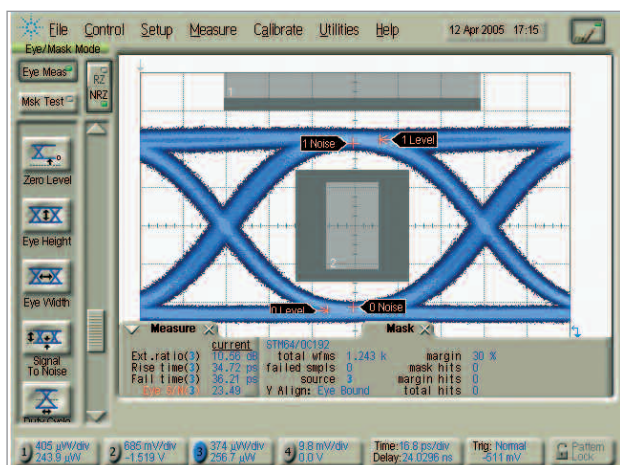 File Control Setup Measure Calibrate Utilities Help 12 Apr 2005 17:15
Eye/Mask Mode
Eye Meas
RZ
NRZ
Msk Test
1
1 Noise
1 Level
Zero Level
Eye Height
2
Eye Width
0 Level
0 Noise
Measure
Mask
Signal
To Noise
current
STM64/OC192
Ext.ratio(3) 10.56 dB
total wfms 1.243 k
margin 30 %
Rise time(3) 34.72 ps
failed smpls 0
mask hits 0
Fall time(3) 36.21 ps
source 3
margin hits 0
23.49
Y Align: Eye Bound
total hits 0
Duty Cycle
1) 405 µW/div
243.9 µW
2) 685 mV/div
-1.519 V
3) 374 µW/div
256.7 µW
4) 9.8 mV/div
0.0 V
Time:16.8 ps/div
Delay:24.0296 ns
Trig: Normal
-511 mV
Pattern
Lock